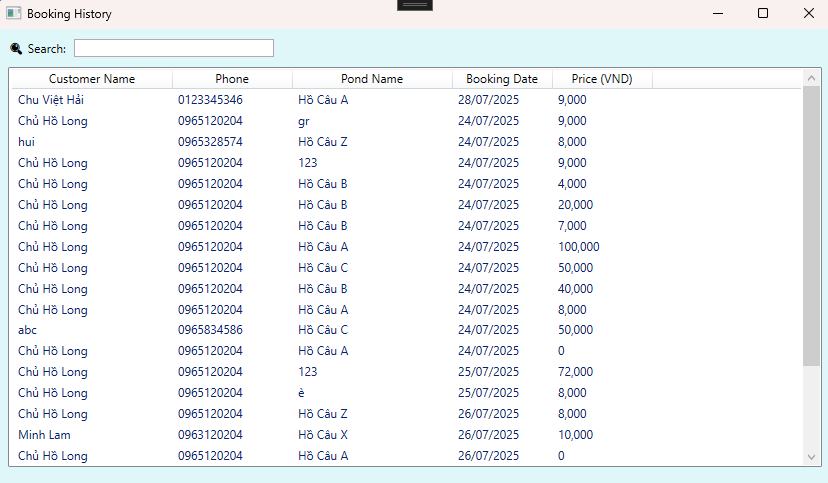 Booking History
Search:
Customer Name Phone Pond Name Booking Date Price (VND)
Chu Việt Hải 0123345346 Hồ Câu A 28/07/2025 9,000
Chủ Hồ Long 0965120204 gr 24/07/2025 9,000
hui 0965328574 Hồ Câu Z 24/07/2025 8,000
Chủ Hồ Long 0965120204 123 24/07/2025 9,000
Chủ Hồ Long 0965120204 Hồ Câu B 24/07/2025 4,000
Chủ Hồ Long 0965120204 Hồ Câu B 24/07/2025 20,000
Chủ Hồ Long 0965120204 Hồ Câu B 24/07/2025 7,000
Chủ Hồ Long 0965120204 Hồ Câu A 24/07/2025 100,000
Chủ Hồ Long 0965120204 Hồ Câu C 24/07/2025 50,000
Chủ Hồ Long 0965120204 Hồ Câu B 24/07/2025 40,000
Chủ Hồ Long 0965120204 Hồ Câu A 24/07/2025 8,000
abc 0965834586 Hồ Câu C 24/07/2025 50,000
Chủ Hồ Long 0965120204 Hồ Câu A 24/07/2025 0
Chủ Hồ Long 0965120204 123 25/07/2025 72,000
Chủ Hồ Long 0965120204 è 25/07/2025 8,000
Chủ Hồ Long 0965120204 Hồ Câu Z 26/07/2025 8,000
Minh Lam 0963120204 Hồ Câu X 26/07/2025 10,000
Chủ Hồ Long 0965120204 Hồ Câu A 26/07/2025 0